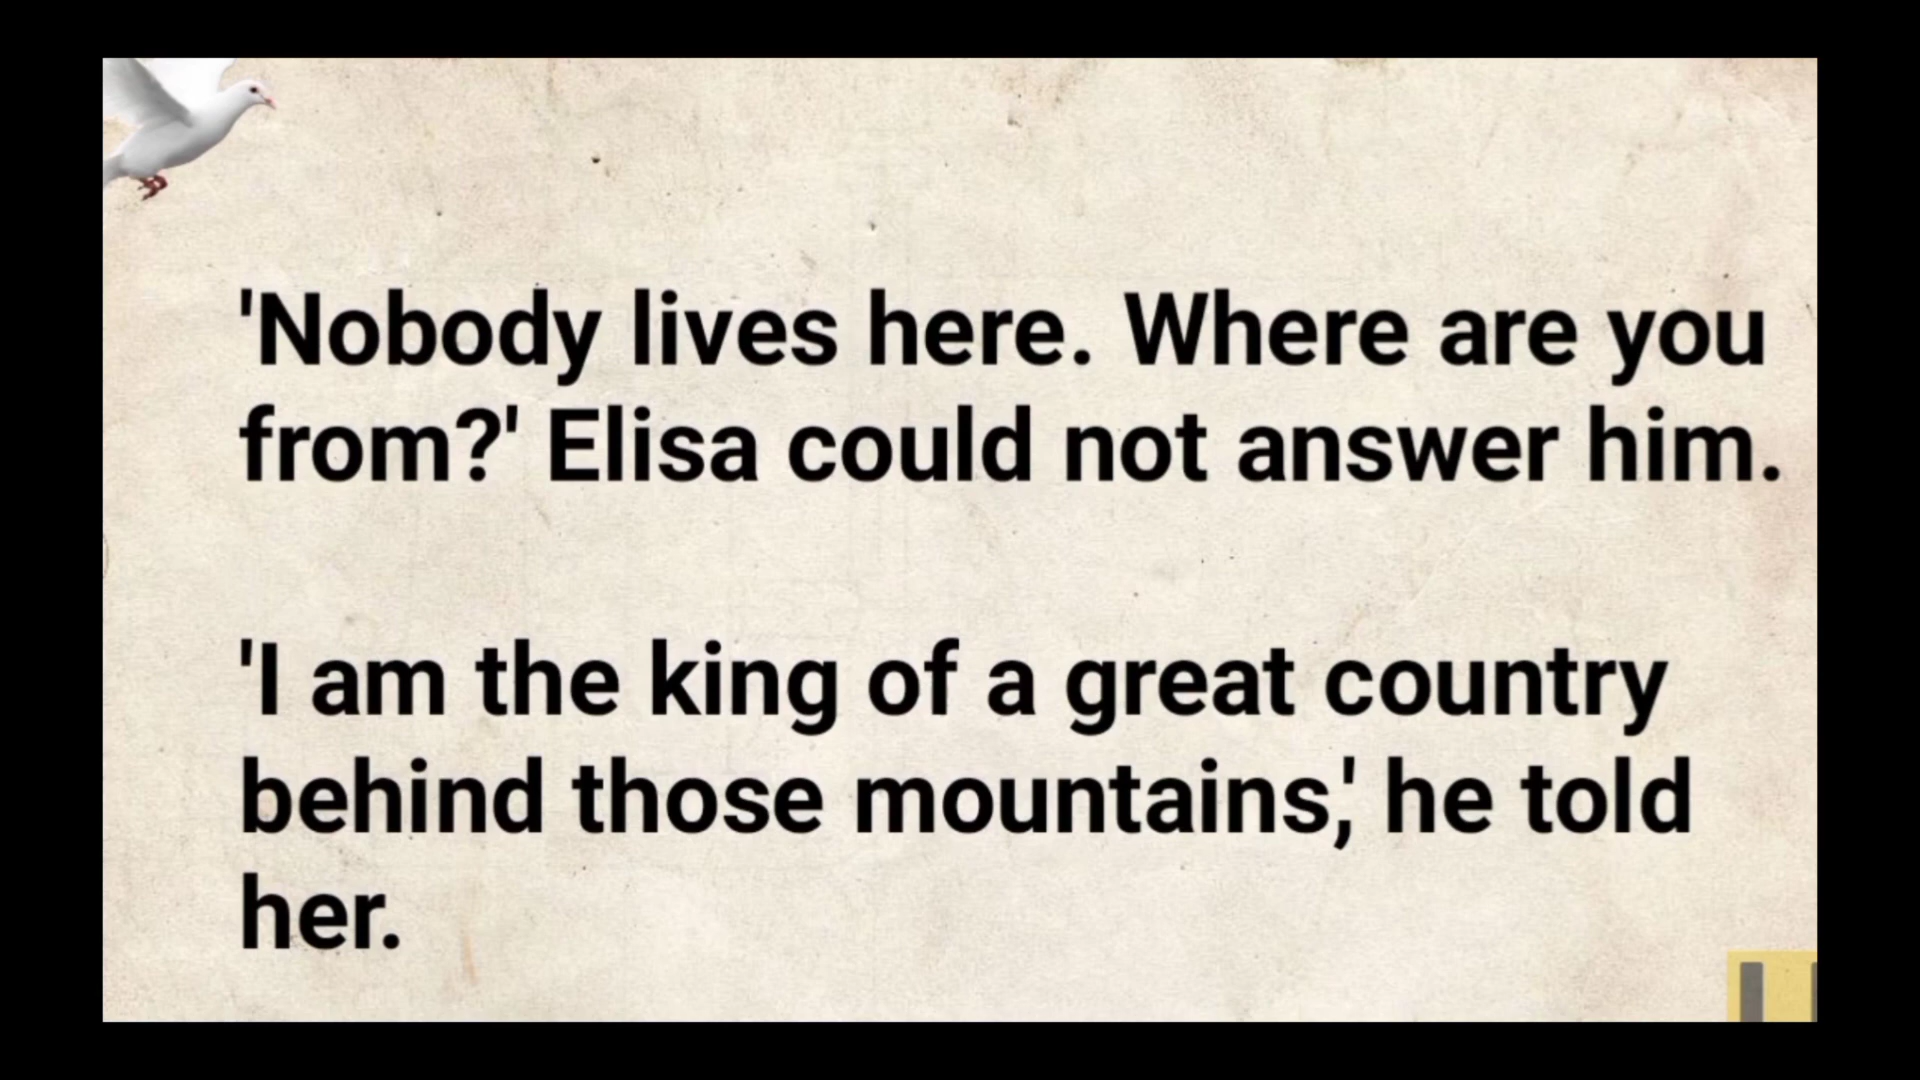 'Nobody lives here. Where are you
from?' Elisa could not answer him.
'I am the king of a great country
behind those mountains,' he told
her.